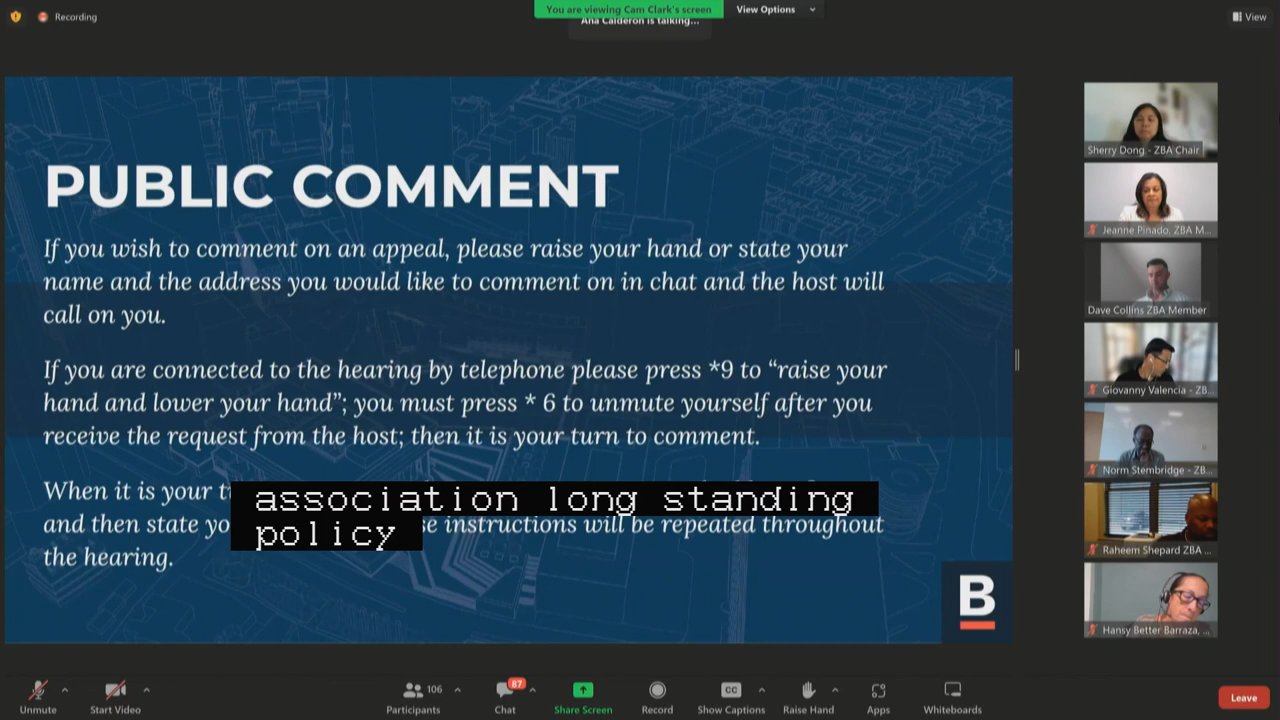 Recording
You are viewing Cam Clark's screen
View Options
Ana Calderon is talking...
View
PUBLIC COMMENT
If you wish to comment on an appeal, please raise your hand or state your
name and the address you would like to comment on in chat and the host will
call on you.
If you are connected to the hearing by telephone please press *9 to “raise your
hand and lower your hand”; you must press * 6 to unmute yourself after you
receive the request from the host; then it is your turn to comment.
When it is your
and then state instructions will be repeated throughout
the hearing.
association long standing
policy
B
Sherry Dong - ZBA Chair
Jeanne Pinado, ZBA M...
Dave Collins ZBA Member
Giovanny Valencia - ZB...
Norm Stembridge - ZB...
Raheem Shepard ZBA ...
Hansy Better Barraza, ...
Unmute
Start Video
106
Participants
87
Chat
Share Screen
Record
CC
Show Captions
Raise Hand
Apps
Whiteboards
Leave